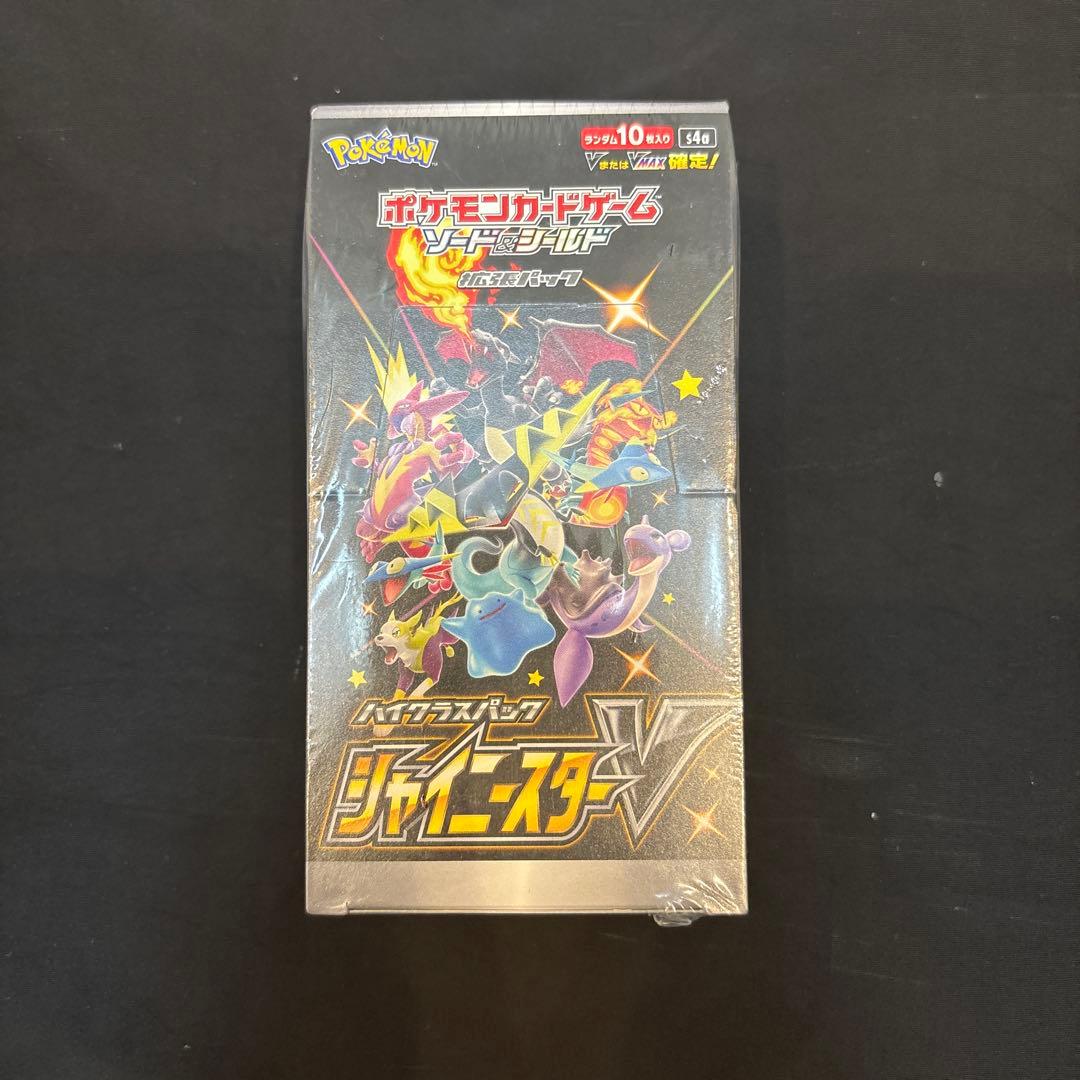 Pokémon
ランダム10枚入り
s4a
VまたはVMAX確定!
ポケモンカードゲーム
ソード&シールド
拡張パック
ハイクラスパック
シャイニースターV